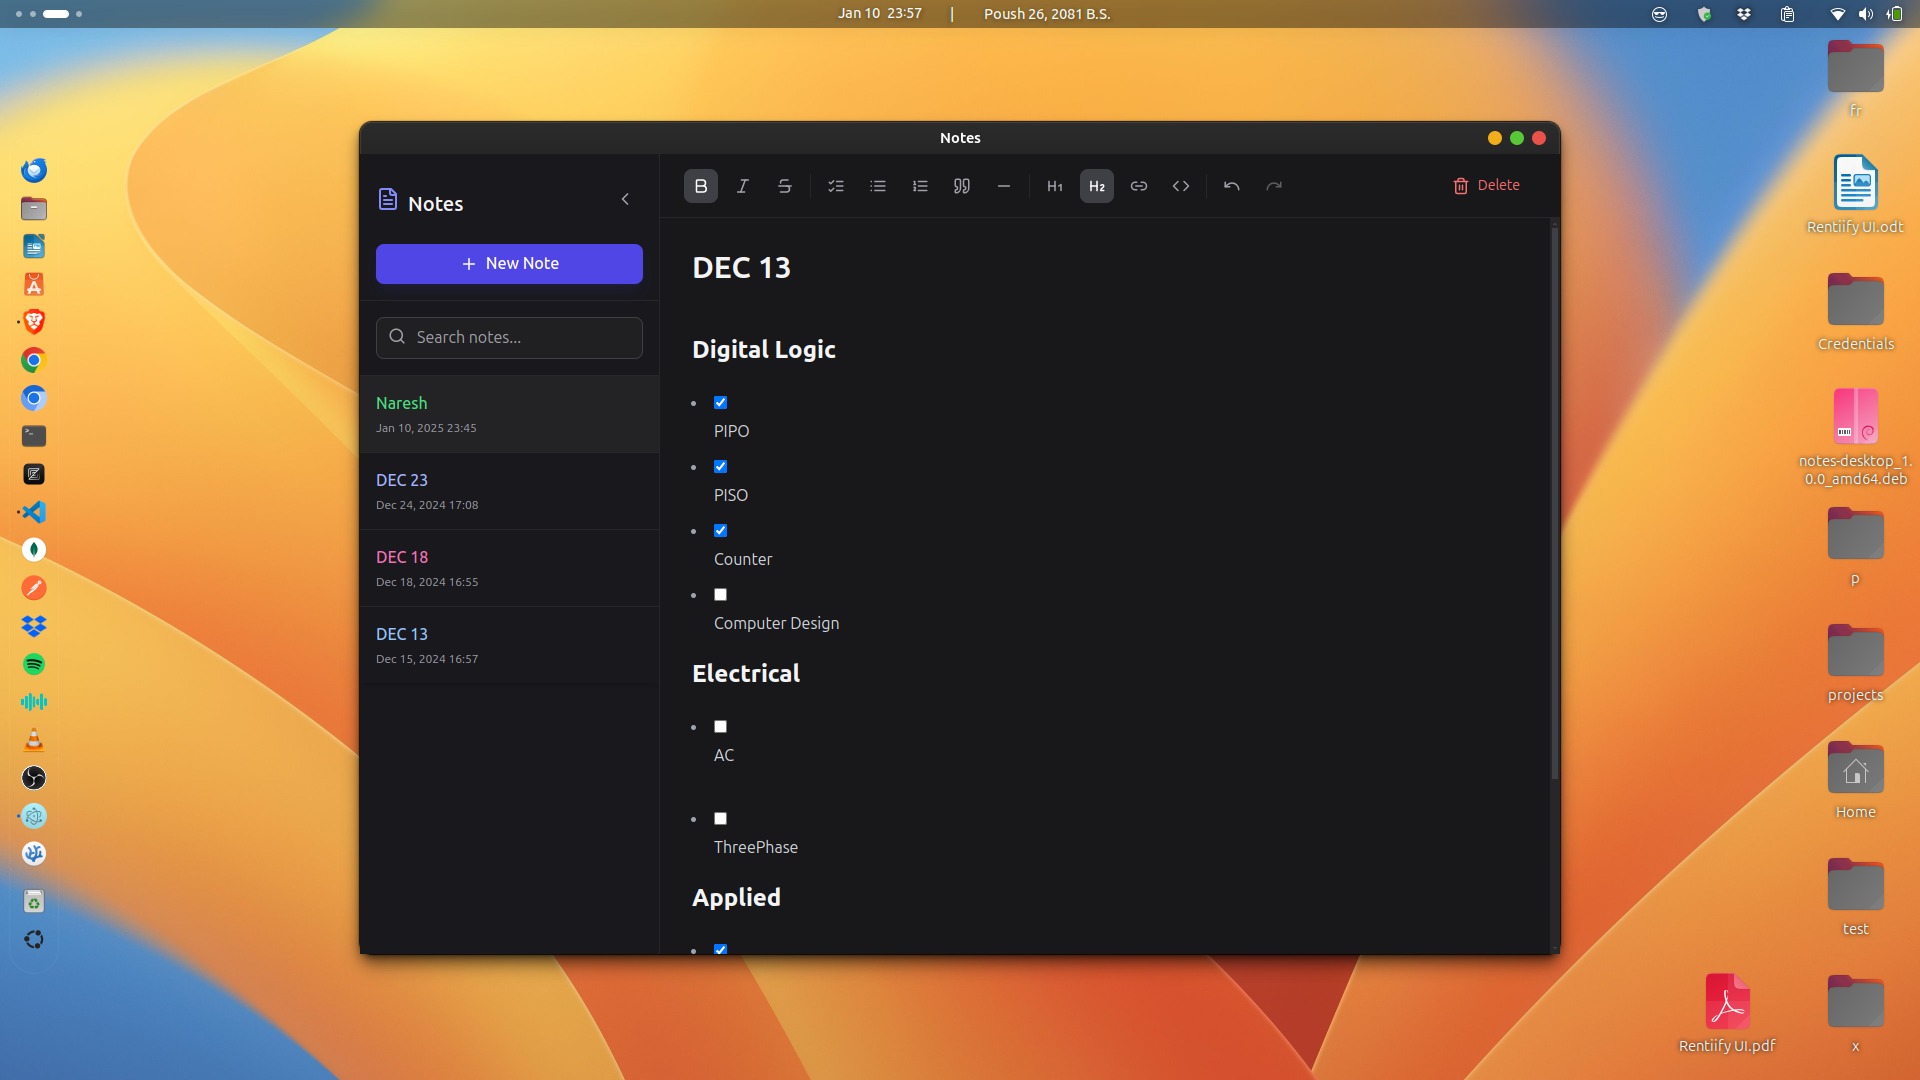 Jan 10 23:57 | Poush 26, 2081 B.S.
Notes
Notes
New Note
Search notes...
Naresh
Jan 10, 2025 23:45
DEC 23
Dec 24, 2024 17:08
DEC 18
Dec 18, 2024 16:55
DEC 13
Dec 15, 2024 16:57
B I S H1 H2 Delete
DEC 13
Digital Logic
PIPO
PISO
Counter
Computer Design
Electrical
AC
ThreePhase
Applied
fr
Rentiify UI.odt
Credentials
notes-desktop_1.
0.0_amd64.deb
p
projects
Home
test
Rentiify UI.pdf
x